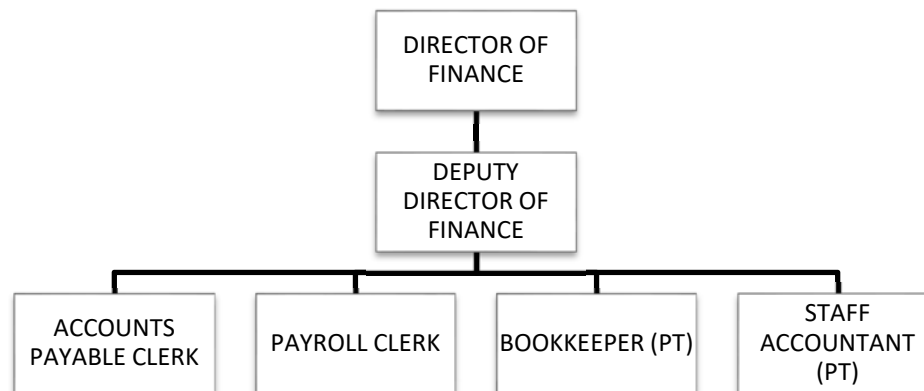 DIRECTOR OF
FINANCE
DEPUTY
DIRECTOR OF
FINANCE
ACCOUNTS
PAYABLE CLERK
PAYROLL CLERK
BOOKKEEPER (PT)
STAFF
ACCOUNTANT
(PT)